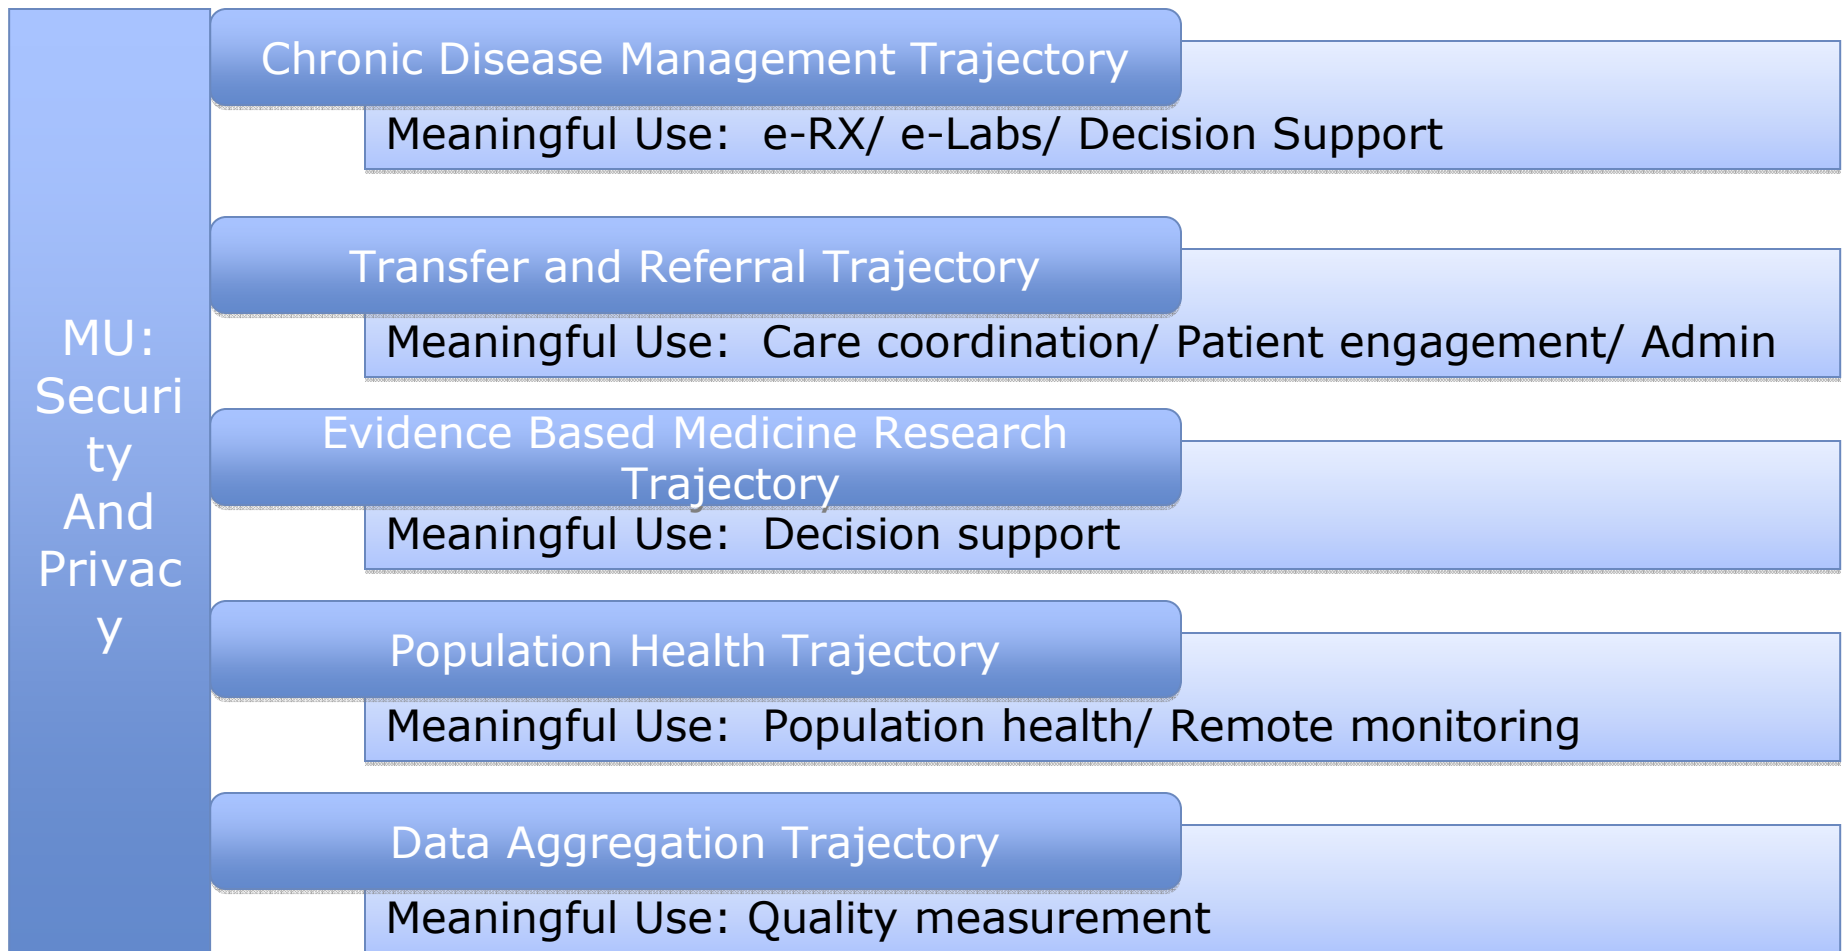 MU:
Securi
ty
And
Privac
y
Chronic Disease Management Trajectory
Meaningful Use:  e-RX/ e-Labs/ Decision Support
Transfer and Referral Trajectory
Meaningful Use:  Care coordination/ Patient engagement/ Admin
Evidence Based Medicine Research
Trajectory
Meaningful Use:  Decision support
Population Health Trajectory
Meaningful Use:  Population health/ Remote monitoring
Data Aggregation Trajectory
Meaningful Use: Quality measurement